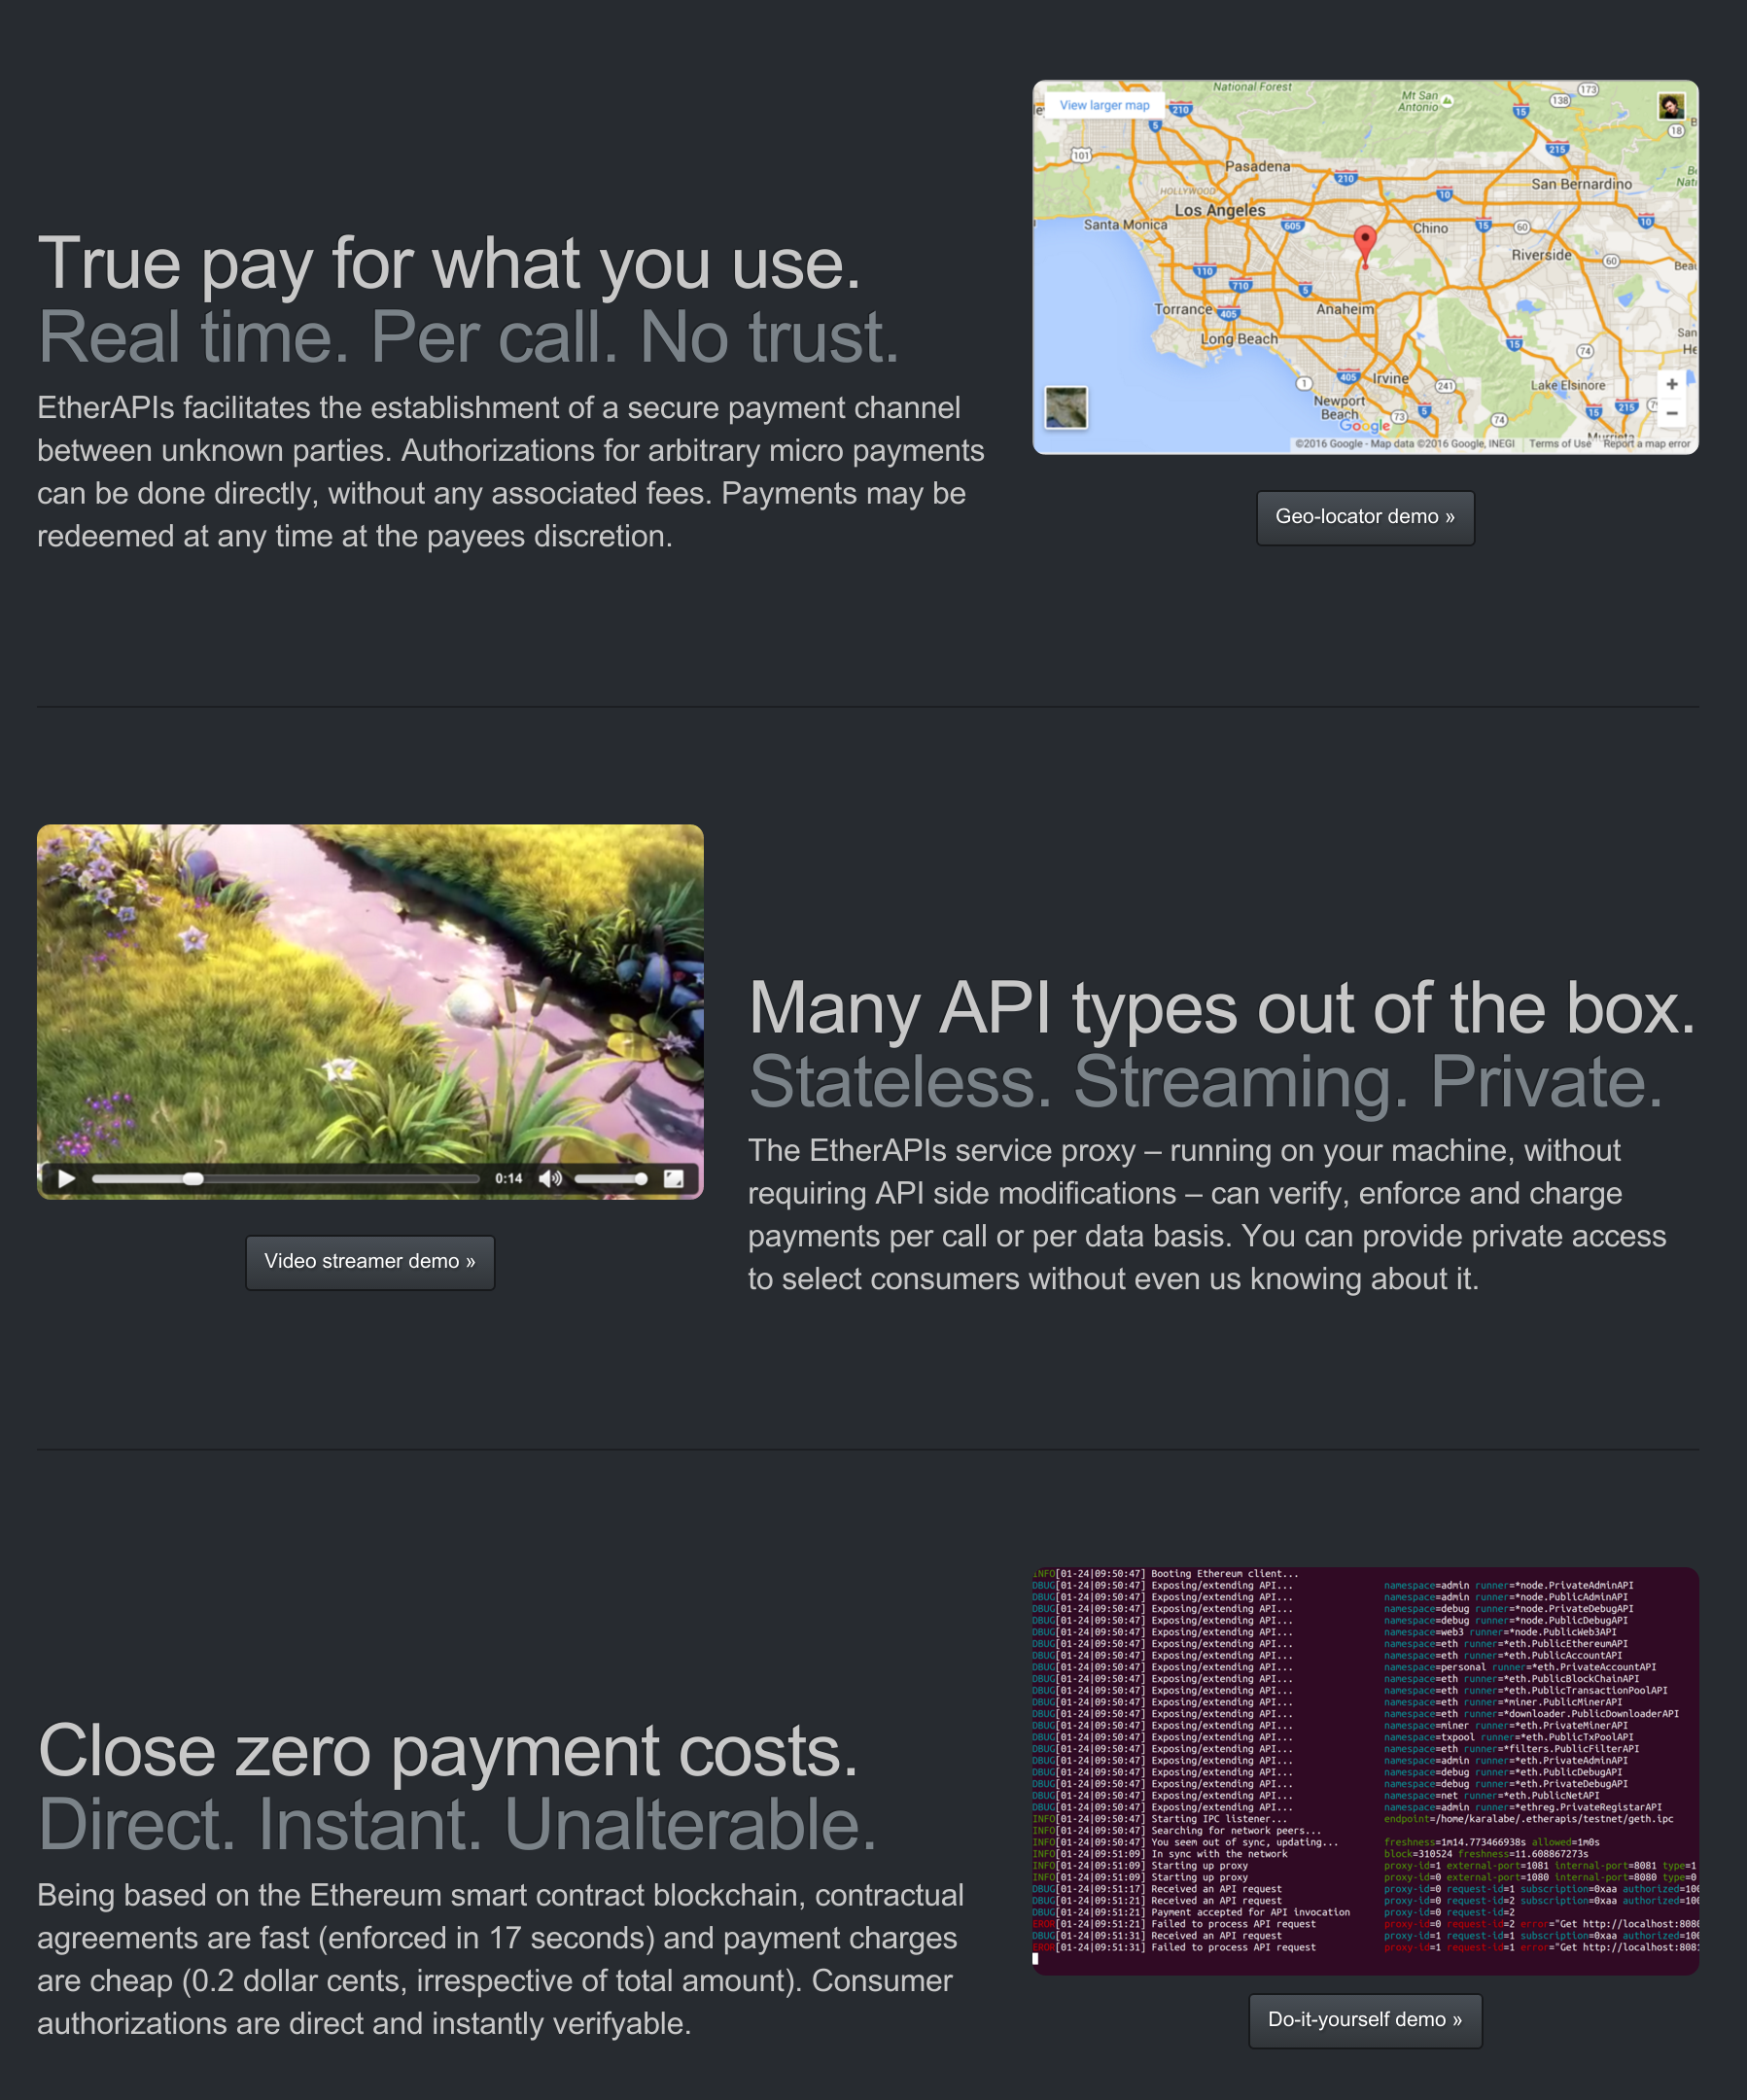 True pay for what you use.
Real time. Per call. No trust.
EtherAPIs facilitates the establishment of a secure payment channel
between unknown parties. Authorizations for arbitrary micro payments
can be done directly, without any associated fees. Payments may be
redeemed at any time at the payees discretion.
View larger map
National Forest
Mt San
Antonio
173
138
210
5
15
18
101
215
Pasadena
210
San Bernardino
HOLLYWOOD
10
Los Angeles
Santa Monica
605
Chino
15
60
10
Riverside
60
110
710
5
Torrance
405
Anaheim
Long Beach
15
74
1
405
Irvine
241
Lake Elsinore
Newport
Beach
73
5
74
15
215
Google
Murrieta
©2016 Google - Map data ©2016 Google, INEGI
Terms of Use
Report a map error
Geo-locator demo »
0:14
Video streamer demo »
Many API types out of the box.
Stateless. Streaming. Private.
The EtherAPIs service proxy – running on your machine, without
requiring API side modifications – can verify, enforce and charge
payments per call or per data basis. You can provide private access
to select consumers without even us knowing about it.
Close zero payment costs.
Direct. Instant. Unalterable.
Being based on the Ethereum smart contract blockchain, contractual
agreements are fast (enforced in 17 seconds) and payment charges
are cheap (0.2 dollar cents, irrespective of total amount). Consumer
authorizations are direct and instantly verifyable.
INFO[01-24|09:50:47] Booting Ethereum client...
DBUG[01-24|09:50:47] Exposing/extending API... namespace=admin runner=*node.PrivateAdminAPI
DBUG[01-24|09:50:47] Exposing/extending API... namespace=admin runner=*node.PublicAdminAPI
DBUG[01-24|09:50:47] Exposing/extending API... namespace=debug runner=*node.PrivateDebugAPI
DBUG[01-24|09:50:47] Exposing/extending API... namespace=debug runner=*node.PublicDebugAPI
DBUG[01-24|09:50:47] Exposing/extending API... namespace=web3 runner=*node.PublicWeb3API
DBUG[01-24|09:50:47] Exposing/extending API... namespace=eth runner=*eth.PublicEthereumAPI
DBUG[01-24|09:50:47] Exposing/extending API... namespace=eth runner=*eth.PublicAccountAPI
DBUG[01-24|09:50:47] Exposing/extending API... namespace=personal runner=*eth.PrivateAccountAPI
DBUG[01-24|09:50:47] Exposing/extending API... namespace=eth runner=*eth.PublicBlockChainAPI
DBUG[01-24|09:50:47] Exposing/extending API... namespace=eth runner=*eth.PublicTransactionPoolAPI
DBUG[01-24|09:50:47] Exposing/extending API... namespace=eth runner=*miner.PublicMinerAPI
DBUG[01-24|09:50:47] Exposing/extending API... namespace=eth runner=*downloader.PublicDownloaderAPI
DBUG[01-24|09:50:47] Exposing/extending API... namespace=miner runner=*eth.PrivateMinerAPI
DBUG[01-24|09:50:47] Exposing/extending API... namespace=txpool runner=*eth.PublicTxPoolAPI
DBUG[01-24|09:50:47] Exposing/extending API... namespace=eth runner=*filters.PublicFilterAPI
DBUG[01-24|09:50:47] Exposing/extending API... namespace=admin runner=*eth.PrivateAdminAPI
DBUG[01-24|09:50:47] Exposing/extending API... namespace=debug runner=*eth.PublicDebugAPI
DBUG[01-24|09:50:47] Exposing/extending API... namespace=debug runner=*eth.PrivateDebugAPI
DBUG[01-24|09:50:47] Exposing/extending API... namespace=net runner=*eth.PublicNetAPI
DBUG[01-24|09:50:47] Exposing/extending API... namespace=admin runner=*ethreg.PrivateRegistarAPI
INFO[01-24|09:50:47] Starting IPC listener... endpoint=/home/karalabe/.etherapis/testnet/geth.ipc
INFO[01-24|09:50:47] Searching for network peers...
INFO[01-24|09:50:47] You seem out of sync, updating... freshness=1m14.773466938s allowed=1m0s
INFO[01-24|09:51:09] In sync with the network block=310524 freshness=11.608867273s
INFO[01-24|09:51:09] Starting up proxy proxy-id=1 external-port=1081 internal-port=8081 type=1
INFO[01-24|09:51:09] Starting up proxy proxy-id=0 external-port=1080 internal-port=8080 type=0
DBUG[01-24|09:51:17] Received an API request proxy-id=0 request-id=1 subscription=0xaa authorized=100
DBUG[01-24|09:51:21] Received an API request proxy-id=0 request-id=2 subscription=0xaa authorized=100
DBUG[01-24|09:51:21] Payment accepted for API invocation proxy-id=0 request-id=2
EROR[01-24|09:51:21] Failed to process API request proxy-id=0 request-id=2 error="Get http://localhost:8080
DBUG[01-24|09:51:31] Received an API request proxy-id=1 request-id=1 subscription=0xaa authorized=100
EROR[01-24|09:51:31] Failed to process API request proxy-id=1 request-id=1 error="Get http://localhost:8081
Do-it-yourself demo »